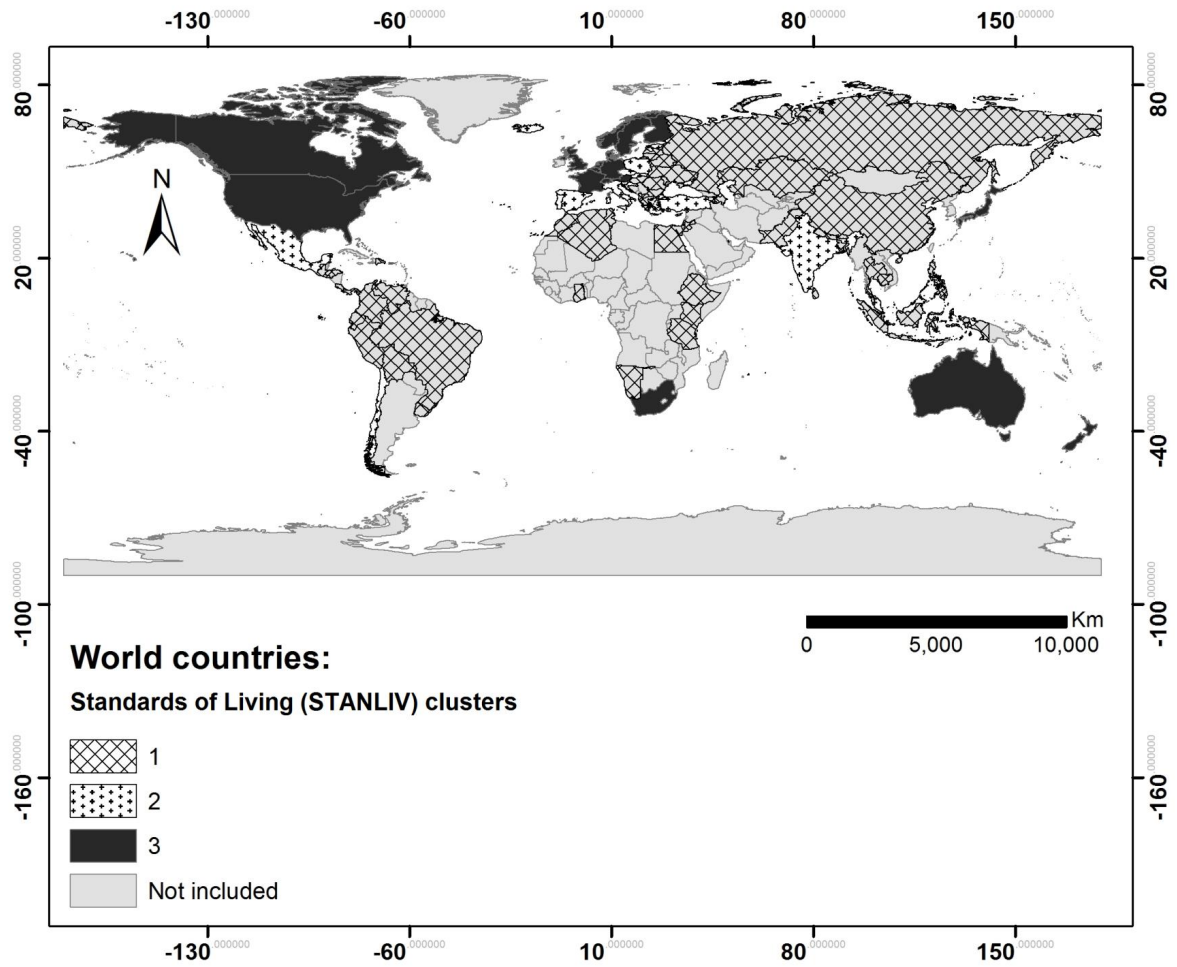 -130.000000 -60.000000 10.000000 80.000000 150.000000
80.000000 80.000000
N
20.000000 20.000000
-40.000000 -40.000000
-100.000000 -100.000000
Km
0 5,000 10,000
World countries:
Standards of Living (STANLIV) clusters
1
2
3
Not included
-160.000000 -160.000000
-130.000000 -60.000000 10.000000 80.000000 150.000000